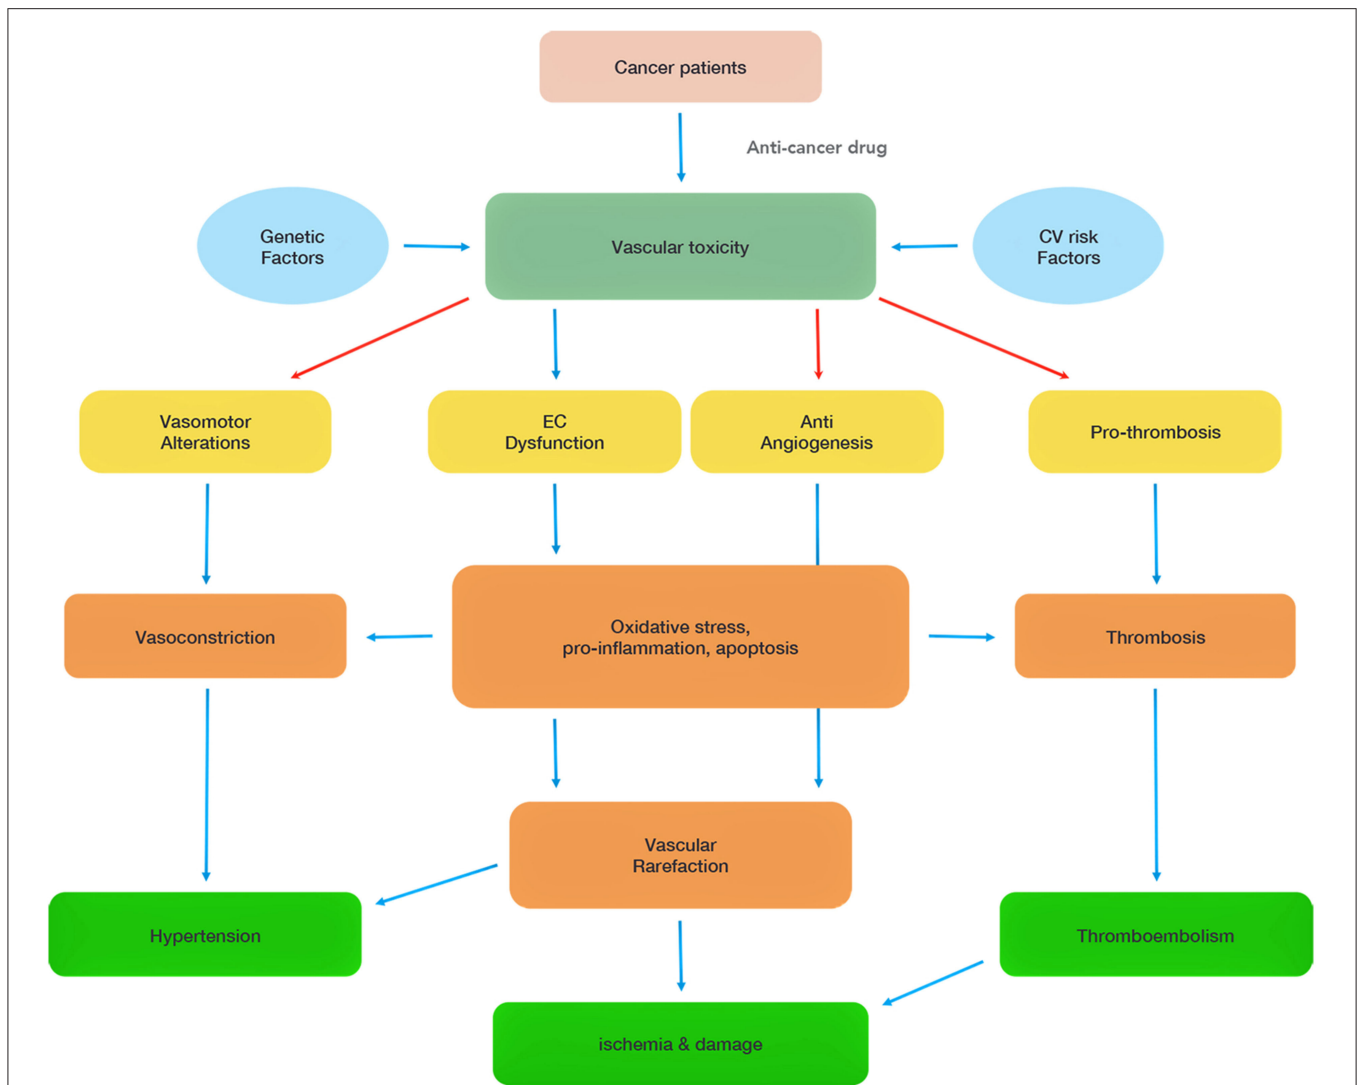 Cancer patients
Anti-cancer drug
Genetic
Factors
Vascular toxicity
CV risk
Factors
Vasomotor
Alterations
EC
Dysfunction
Anti
Angiogenesis
Pro-thrombosis
Vasoconstriction
Oxidative stress,
pro-inflammation, apoptosis
Thrombosis
Vascular
Rarefaction
Hypertension
Thromboembolism
ischemia & damage